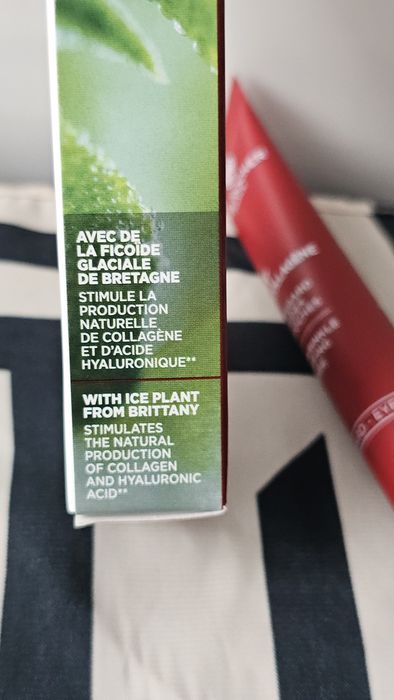 AVEC DE
LA FICOÏDE
GLACIALE
DE BRETAGNE
STIMULE LA
PRODUCTION
NATURELLE
DE COLLAGÈNE
ET D'ACIDE
HYALURONIQUE**
WITH ICE PLANT
FROM BRITTANY
STIMULATES
THE NATURAL
PRODUCTION
OF COLLAGEN
AND HYALURONIC
ACID**